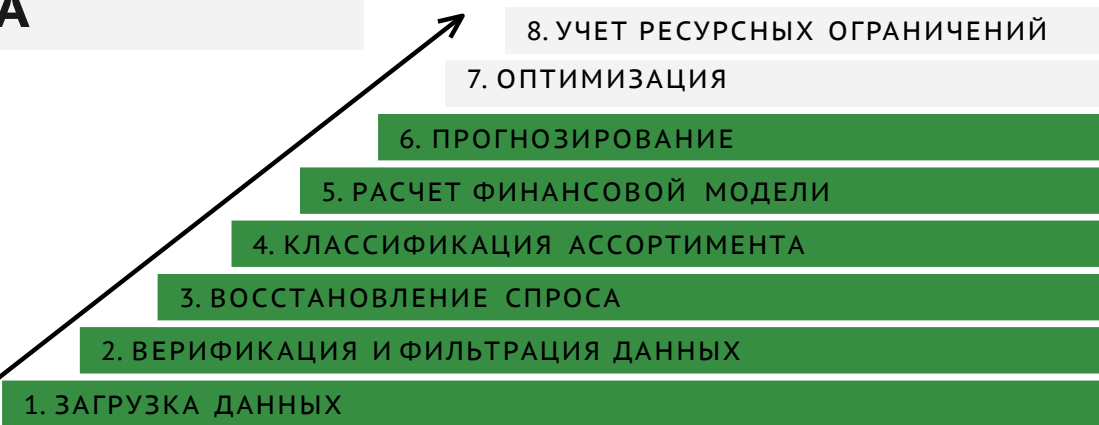 А
8. УЧЕТ РЕСУРСНЫХ ОГРАНИЧЕНИЙ
7. ОПТИМИЗАЦИЯ
6. ПРОГНОЗИРОВАНИЕ
5. РАСЧЕТ ФИНАНСОВОЙ МОДЕЛИ
4. КЛАССИФИКАЦИЯ АССОРТИМЕНТА
3. ВОССТАНОВЛЕНИЕ СПРОСА
2. ВЕРИФИКАЦИЯ И ФИЛЬТРАЦИЯ ДАННЫХ
1. ЗАГРУЗКА ДАННЫХ